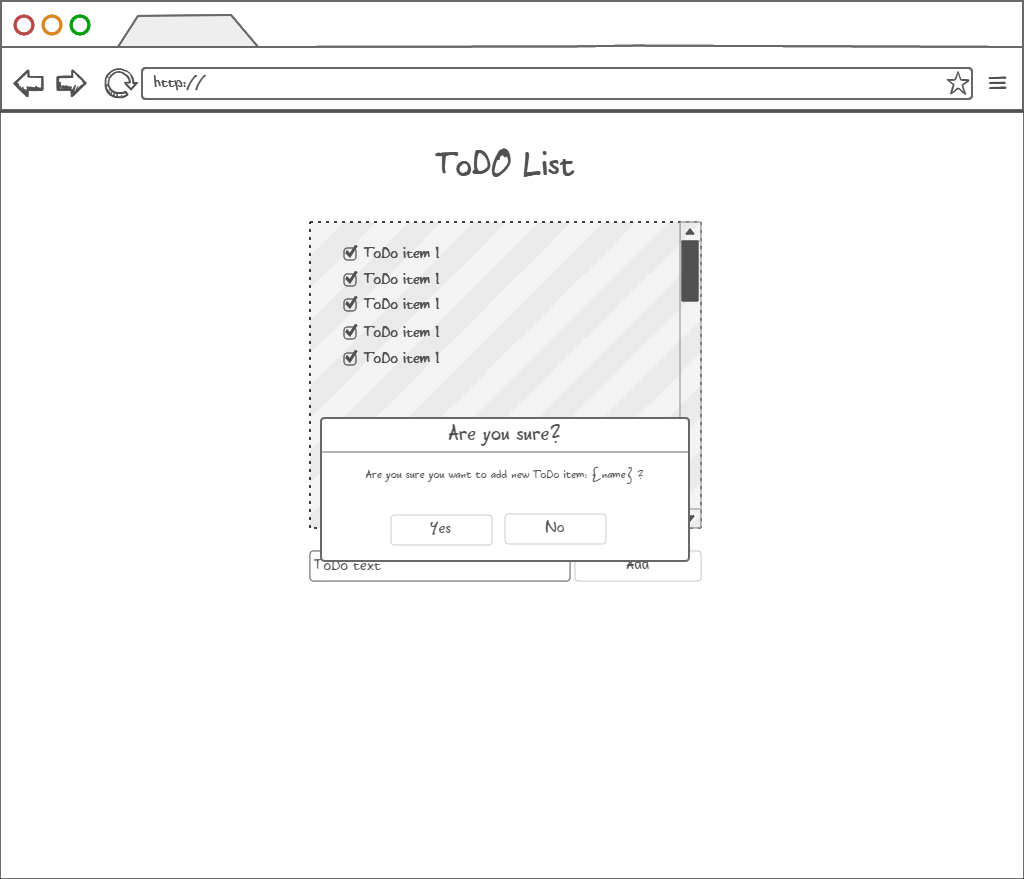 http://
ToDO List
ToDo item 1
ToDo item 1
ToDo item 1
ToDo item 1
ToDo item 1
Are you sure?
Are you sure you want to add new ToDo item: {name} ?
Yes No
ToDo text Add